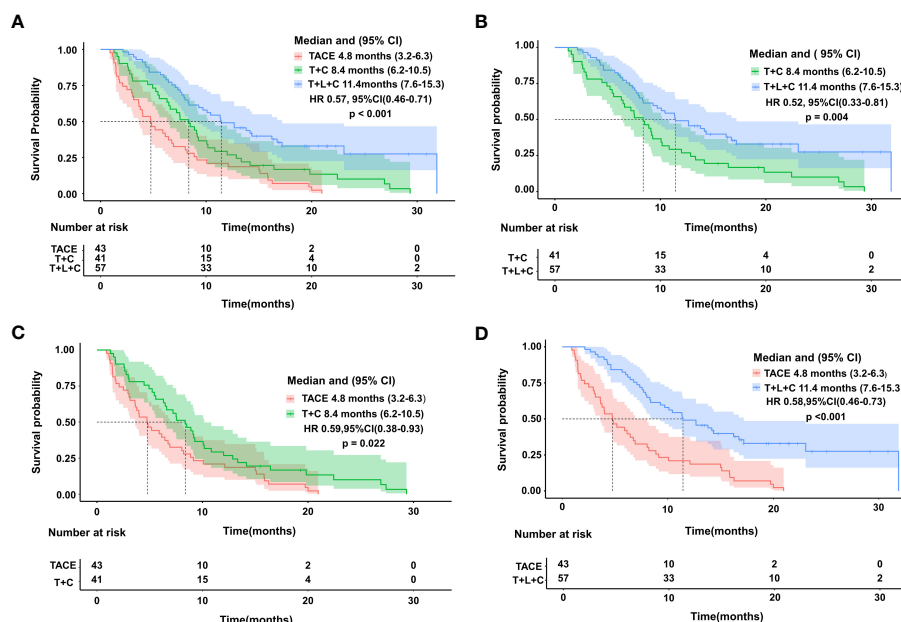 A
Median and (95% CI)
TACE 4.8 months (3.2-6.3)
T+C 8.4 months (6.2-10.5)
T+L+C 11.4months (7.6-15.3)
HR 0.57, 95%CI(0.46-0.71)
p < 0.001
Survival Probability
1.00
0.75
0.50
0.25
0.00
0 10 20 30
Number at risk Time(months)
TACE 43 10 2 0
T+C 41 15 4 0
T+L+C 57 33 10 2
0 10 20 30
Time(months)
B
Median and ( 95% CI)
T+C 8.4 months (6.2-10.5)
T+L+C 11.4 months (7.6-15.3)
HR 0.52, 95%CI(0.33-0.81)
p = 0.004
Survival Probability
1.00
0.75
0.50
0.25
0.00
0 10 20 30
Number at risk Time(months)
T+C 41 15 4 0
T+L+C 57 33 10 2
0 10 20 30
Time(months)
C
Median and (95% CI)
TACE 4.8 months (3.2-6.3)
T+C 8.4 months (6.2-10.5)
HR 0.59,95%CI(0.38-0.93)
p = 0.022
Survival probability
1.00
0.75
0.50
0.25
0.00
0 10 20 30
Number at risk Time(months)
TACE 43 10 2 0
T+C 41 15 4 0
0 10 20 30
Time(months)
D
Median and (95% CI)
TACE 4.8 months (3.2-6.3)
T+L+C 11.4 months (7.6-15.3)
HR 0.58,95%CI(0.46-0.73)
p <0.001
Survival probability
1.00
0.75
0.50
0.25
0.00
0 10 20 30
Number at risk Time(months)
TACE 43 10 2 0
T+L+C 57 33 10 2
0 10 20 30
Time(months)